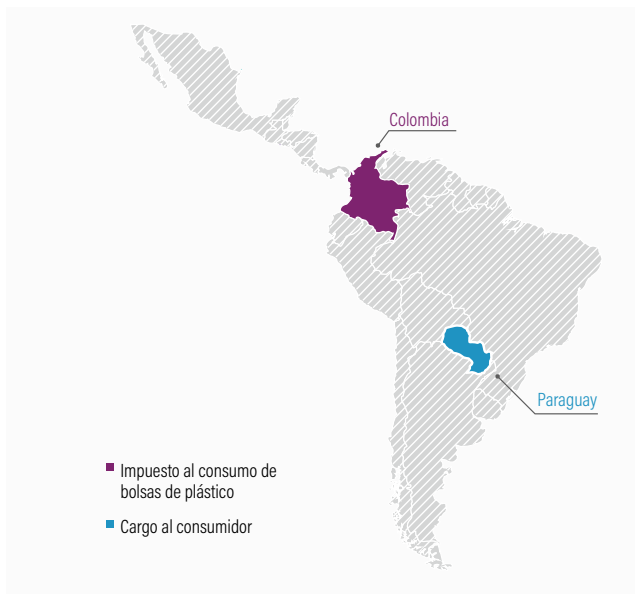 Colombia
Paraguay
Impuesto al consumo de
bolsas de plástico
Cargo al consumidor